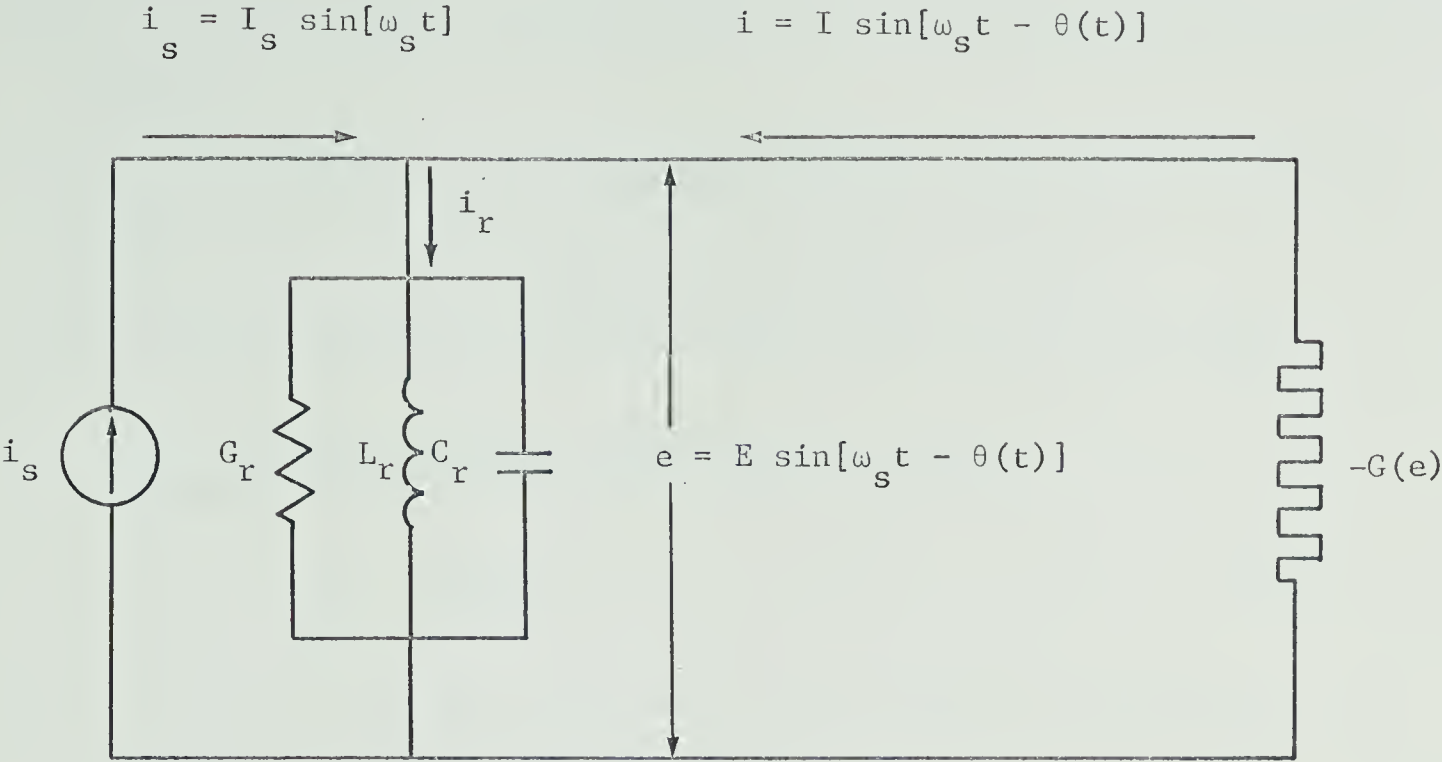 i_s = I_s sin[ω_s t]
i = I sin[ω_s t - θ(t)]
i_r
i_s
G_r
L_r
C_r
e = E sin[ω_s t - θ(t)]
-G(e)